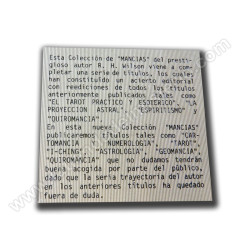 Esta Colección de "MANCIAS" del presti-
gioso autor R. H. Wilson viene a com-
pletar una serie de títulos, los cuales
han constituido un acierto editorial
con reediciones de todos los títulos
anteriormente publicados tales como
"EL TAROT PRACTICO Y ESOTERICO", "LA
PROYECCION ASTRAL", "ESPIRITISMO" y
"QUIROMANCIA".
En esta nueva Colección "MANCIAS"
publicaremos títulos tales como "CAR-
TOMANCIA", "NUMEROLOGIA", "TAROT",
"I-CHING", "ASTROLOGIA", "GEOMANCIA",
"QUIROMANCIA" que no dudamos tendrán
buena acogida por parte del público,
dado que la seria trayectoria del autor
en los anteriores títulos ha quedado
fuera de duda.